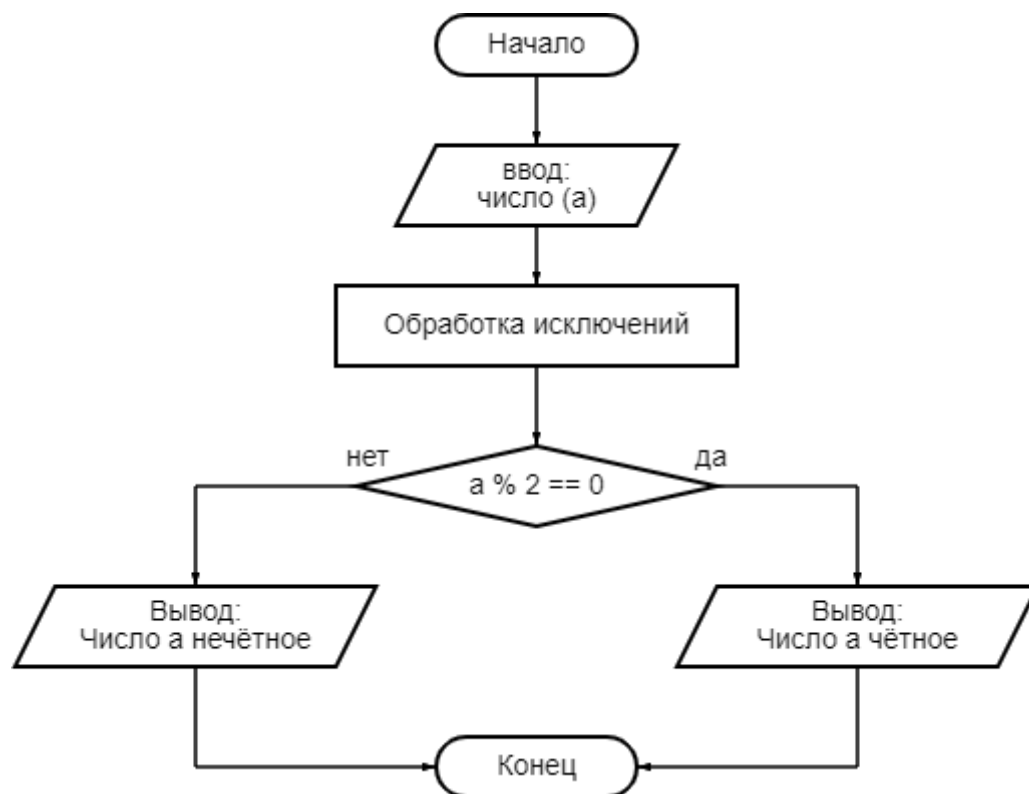 Начало
ввод:
число (а)
Обработка исключений
нет
да
a % 2 == 0
Вывод:
Число а нечётное
Вывод:
Число а чётное
Конец